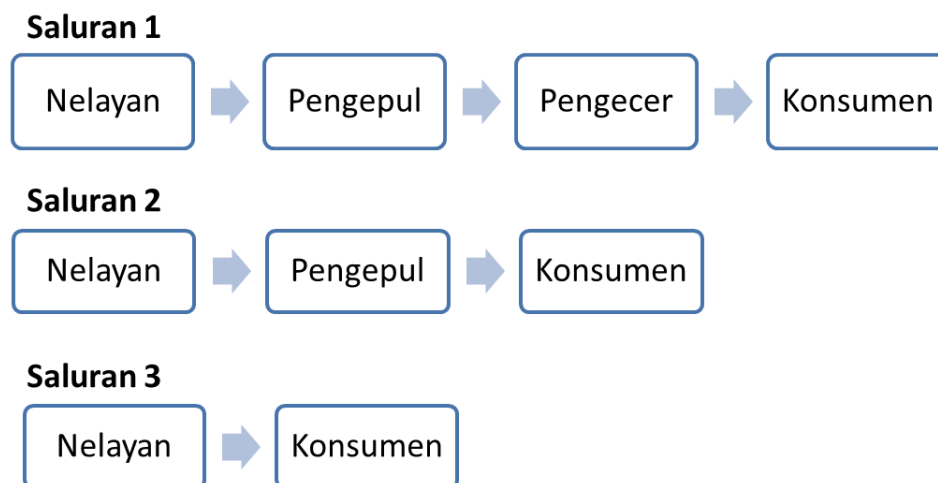 Saluran 1
Nelayan Pengepul Pengecer Konsumen
Saluran 2
Nelayan Pengepul Konsumen
Saluran 3
Nelayan Konsumen